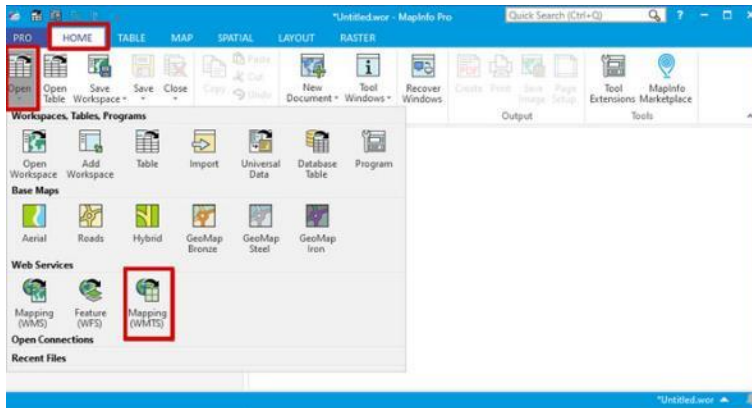 *Untitled.wor - MapInfo Pro
Quick Search (Ctrl+Q)
?
PRO HOME TABLE MAP SPATIAL LAYOUT RASTER
Open
Open Table
Save Workspace
Save
Close
Copy
Paste
Cut
Undo
New Document
Tool Windows
Recover Windows
Create
Print
Save Image
Page Setup
Tool Extensions
MapInfo Marketplace
Output
Tools
Workspaces, Tables, Programs
Open Workspace
Add Workspace
Table
Import
Universal Data
Database Table
Program
Base Maps
Aerial
Roads
Hybrid
GeoMap Bronze
GeoMap Steel
GeoMap Iron
Web Services
Mapping (WMS)
Feature (WFS)
Mapping (WMTS)
Open Connections
Recent Files
*Untitled.wor